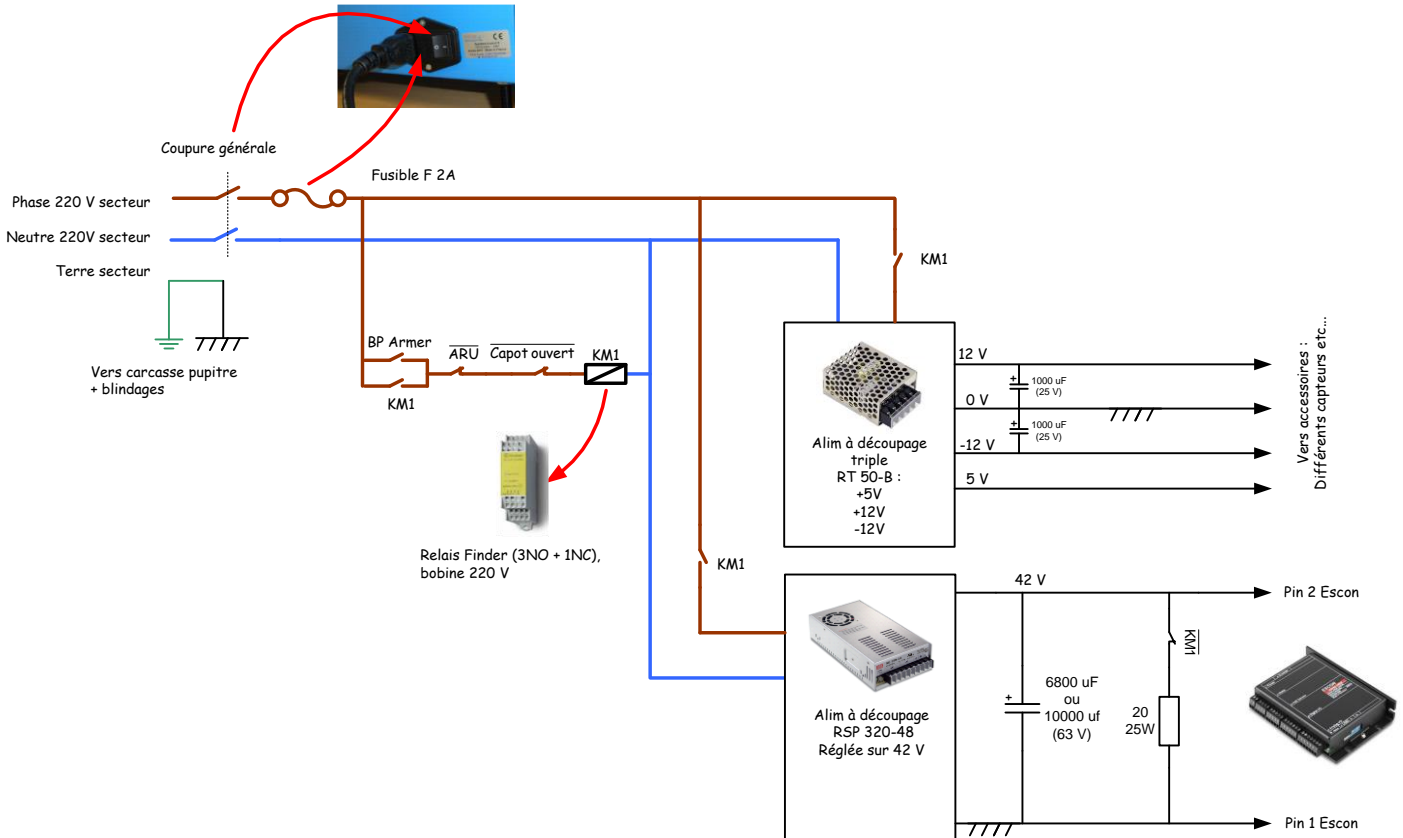 Coupure générale
Fusible F 2A
Phase 220 V secteur
Neutre 220V secteur
Terre secteur
Vers carcasse pupitre
+ blindages
BP Armer
KM1
ARU
Capot ouvert
KM1
Relais Finder (3NO + 1NC),
bobine 220 V
KM1
KM1
Alim à découpage
triple
RT 50-B :
+5V
+12V
-12V
12 V
+
1000 uF
(25 V)
0 V
+
1000 uF
(25 V)
-12 V
5 V
Vers accessoires :
Différents capteurs etc...
Alim à découpage
RSP 320-48
Réglée sur 42 V
42 V
+
6800 uF
ou
10000 uf
(63 V)
KM1
20
25W
Pin 2 Escon
Pin 1 Escon